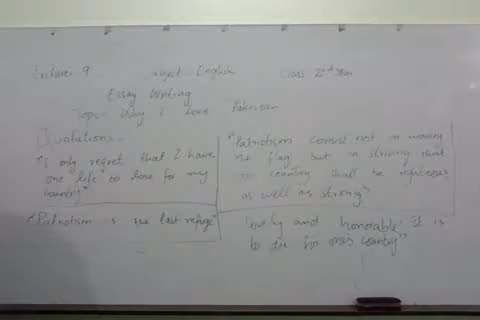 Lecture 9 subject English Class 2nd Year
Essay Writing
Topic Why I love Pakistan
Quotations
"I only regret that I have
one life to lose for my
country"
"Patriotism is the last refuge"
"Patriotism consist not in waving
the flag but in striving that
country shall be righteous
as well as strong"
lovely and honorable it is
to die for ones country"